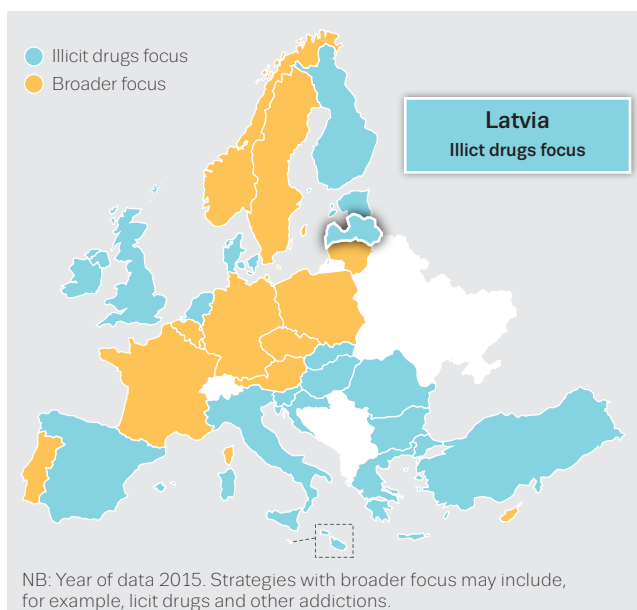 Illicit drugs focus
Broader focus
Latvia
Illict drugs focus
NB: Year of data 2015. Strategies with broader focus may include,
for example, licit drugs and other addictions.